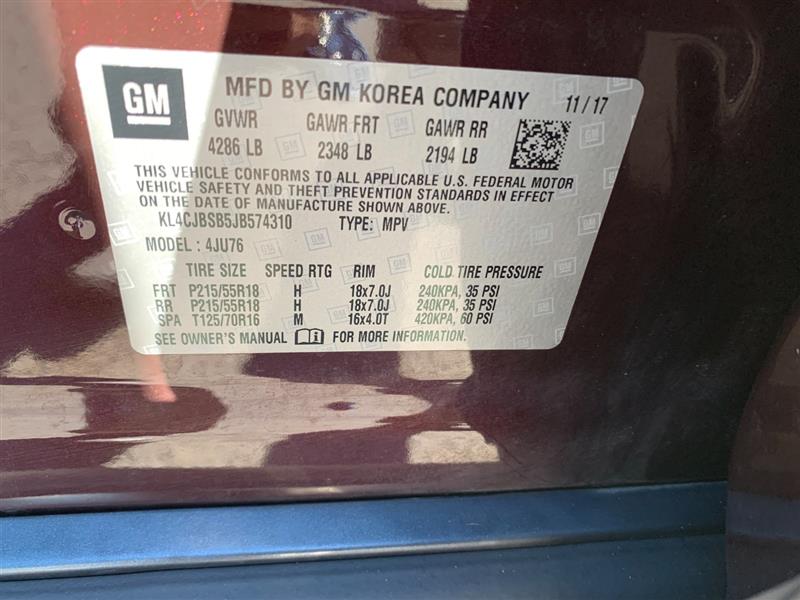 GM MFD BY GM KOREA COMPANY 11/17
GVWR GAWR FRT GAWR RR
4286 LB 2348 LB 2194 LB
THIS VEHICLE CONFORMS TO ALL APPLICABLE U.S. FEDERAL MOTOR
VEHICLE SAFETY AND THEFT PREVENTION STANDARDS IN EFFECT
ON THE DATE OF MANUFACTURE SHOWN ABOVE.
KL4CJBSB5JB574310 TYPE: MPV
MODEL: 4JU76
TIRE SIZE SPEED RTG RIM COLD TIRE PRESSURE
FRT P215/55R18 H 18x7.0J 240KPA, 35 PSI
RR P215/55R18 H 18x7.0J 240KPA, 35 PSI
SPA T125/70R16 M 16x4.0T 420KPA, 60 PSI
SEE OWNER'S MANUAL FOR MORE INFORMATION.